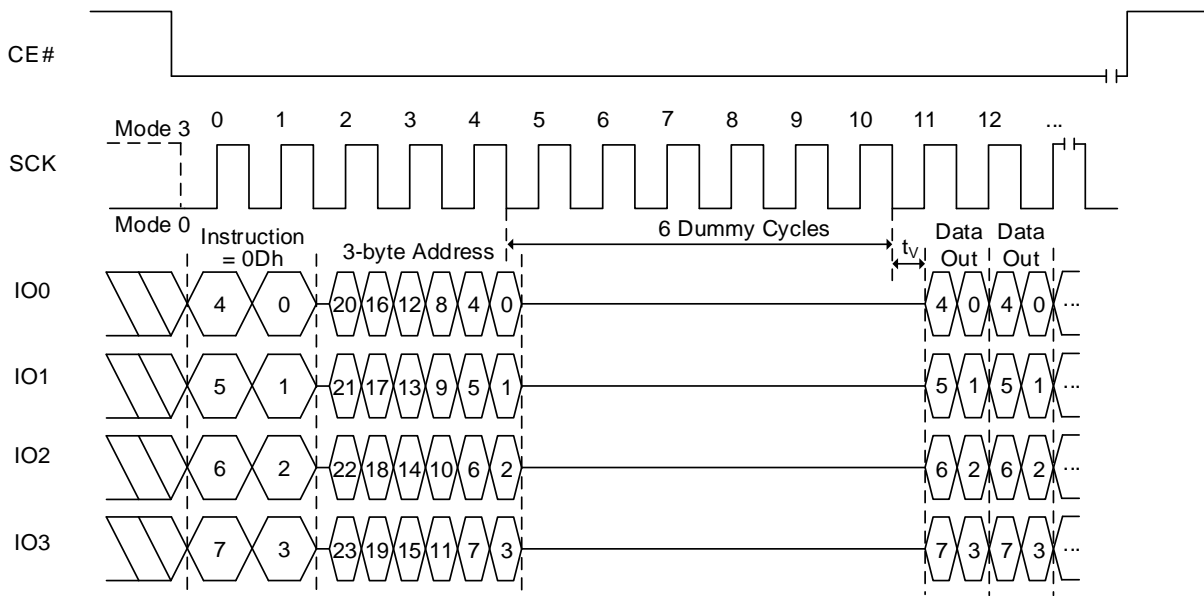 CE#
0 1 2 3 4 5 6 7 8 9 10 11 12 ...
Mode 3
SCK
Mode 0
Instruction
= 0Dh
3-byte Address
6 Dummy Cycles
tV
Data
Out
Data
Out
IO0 4 0 20 16 12 8 4 0 4 0 4 0 ...
IO1 5 1 21 17 13 9 5 1 5 1 5 1 ...
IO2 6 2 22 18 14 10 6 2 6 2 6 2 ...
IO3 7 3 23 19 15 11 7 3 7 3 7 3 ...